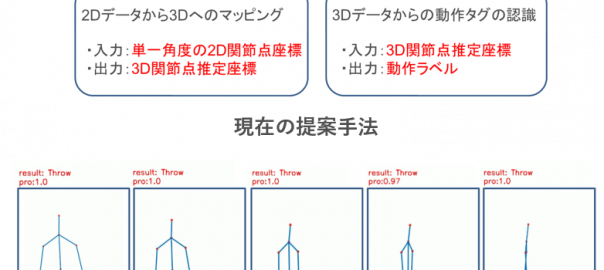 2Dデータから3Dへのマッピング
・入力：単一角度の2D関節点座標
・出力：3D関節点推定座標
3Dデータからの動作タグの認識
・入力：3D関節点推定座標
・出力：動作ラベル
現在の提案手法
result: Throw
pro:1.0
result: Throw
pro:1.0
result: Throw
pro:1.0
result: Throw
pro:0.97
result: Throw
pro:1.0